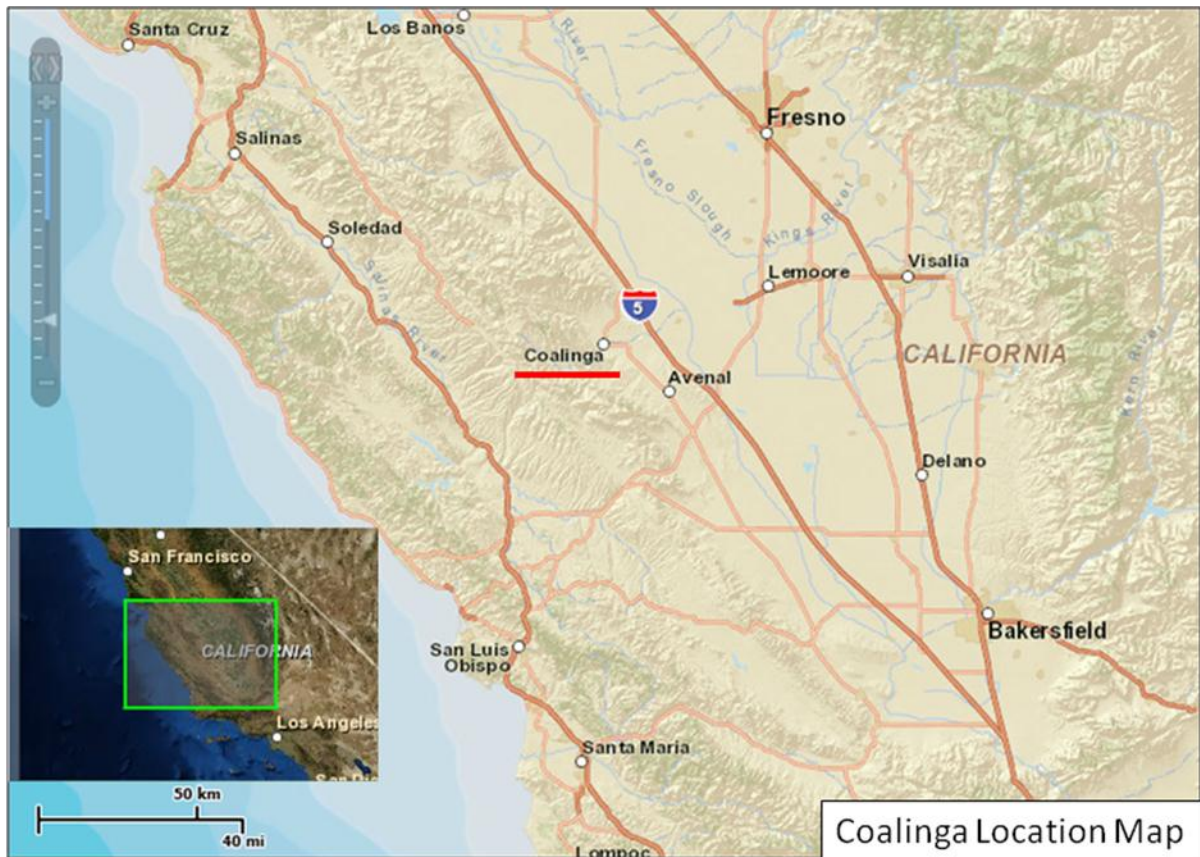 Santa Cruz
Los Banos
River
Fresno
Salinas
Fresno Slough
Kings River
Soledad
Visalia
Lemoore
Salinas River
5
Coalinga
CALIFORNIA
Avenal
Kern River
Delano
San Francisco
CALIFORNIA
Los Angeles
Bakersfield
San Luis
Obispo
Santa Maria
50 km
40 mi
Lompoc
Coalinga Location Map